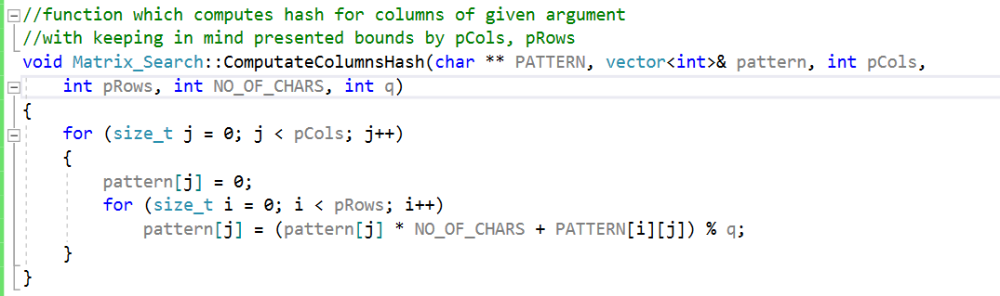 //function which computes hash for columns of given argument
//with keeping in mind presented bounds by pCols, pRows
void Matrix_Search::ComputateColumnsHash(char ** PATTERN, vector<int>& pattern, int pCols,
    int pRows, int NO_OF_CHARS, int q)
{
    for (size_t j = 0; j < pCols; j++)
    {
        pattern[j] = 0;
        for (size_t i = 0; i < pRows; i++)
            pattern[j] = (pattern[j] * NO_OF_CHARS + PATTERN[i][j]) % q;
    }
}